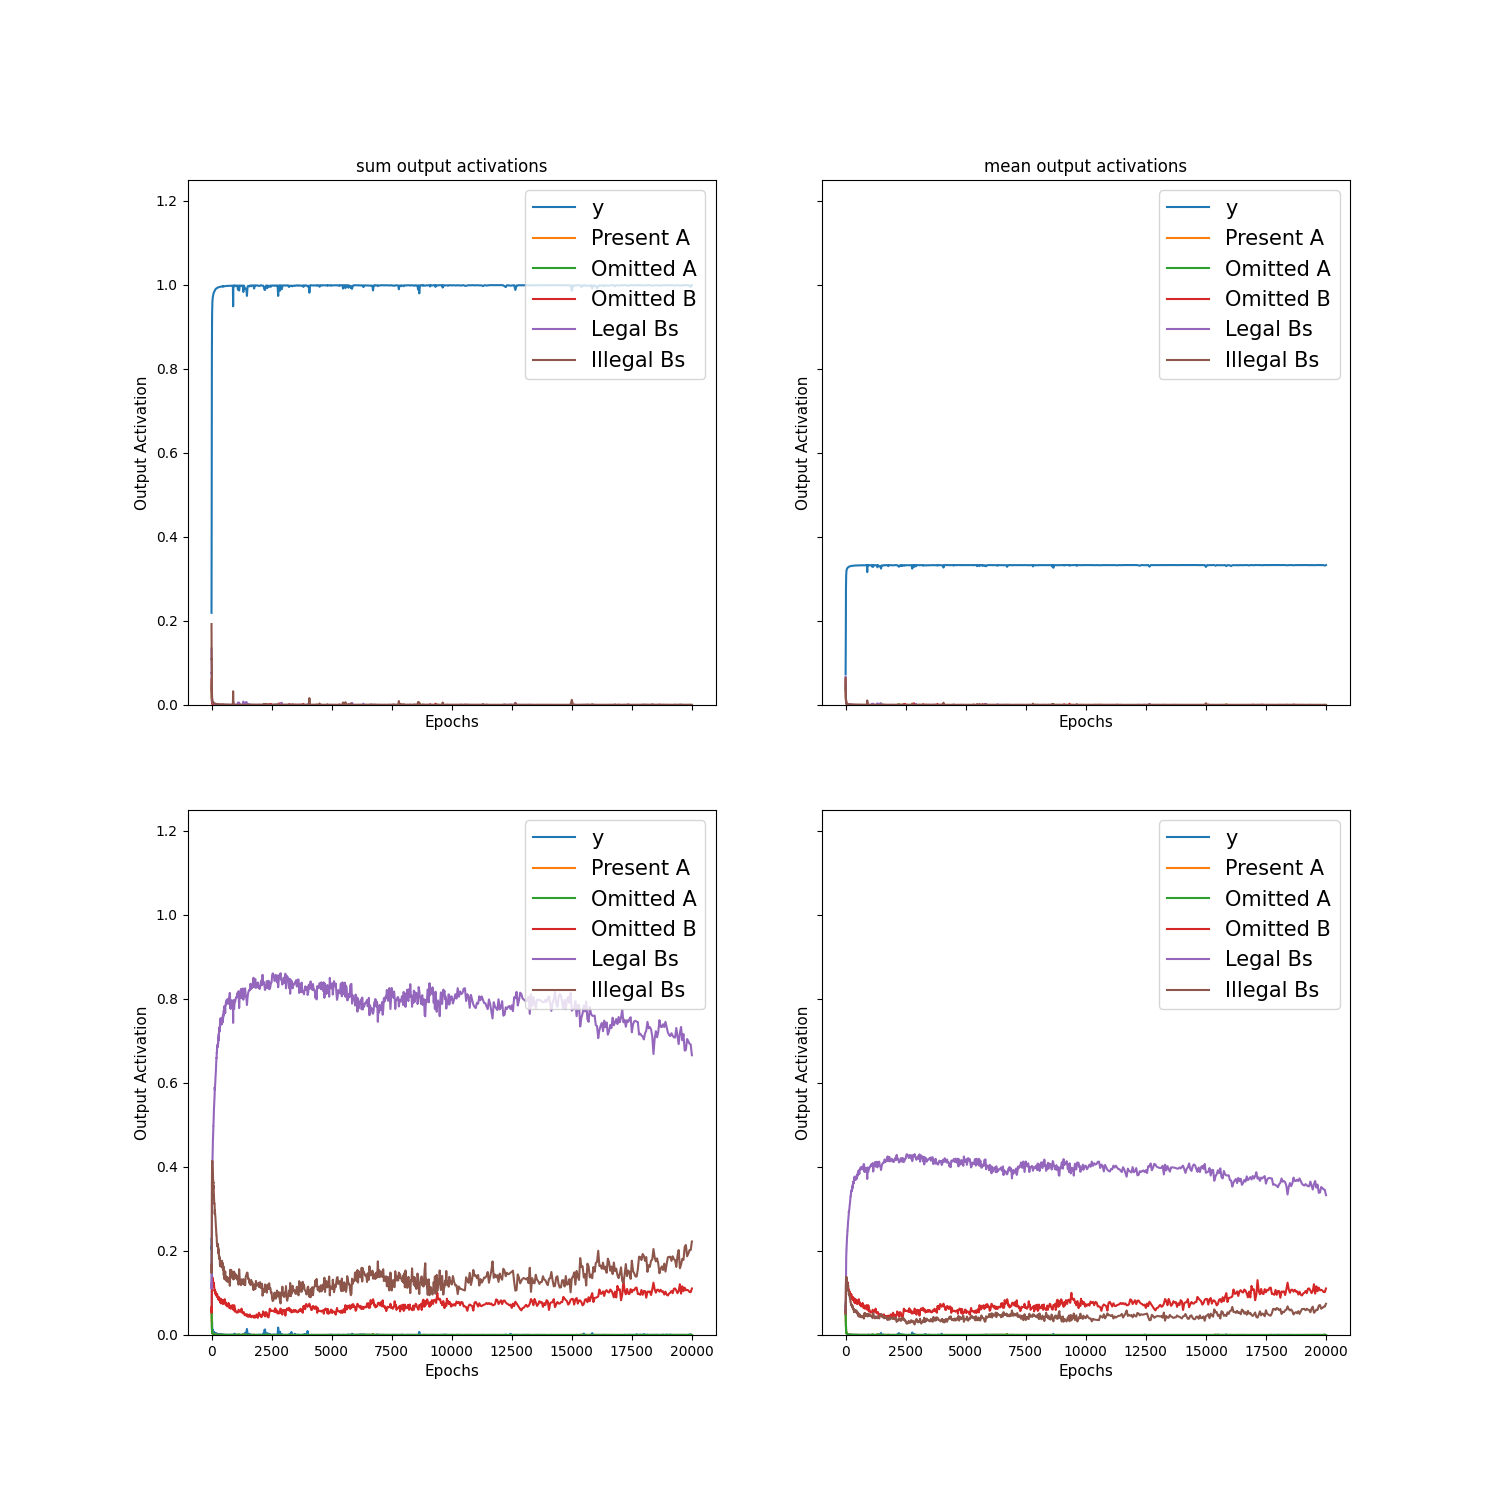 sum output activations
1.2
1.0
0.8
0.6
0.4
0.2
0.0
Output Activation
Epochs
y
Present A
Omitted A
Omitted B
Legal Bs
Illegal Bs
mean output activations
Output Activation
Epochs
y
Present A
Omitted A
Omitted B
Legal Bs
Illegal Bs
1.2
1.0
0.8
0.6
0.4
0.2
0.0
Output Activation
0 2500 5000 7500 10000 12500 15000 17500 20000
Epochs
y
Present A
Omitted A
Omitted B
Legal Bs
Illegal Bs
Output Activation
0 2500 5000 7500 10000 12500 15000 17500 20000
Epochs
y
Present A
Omitted A
Omitted B
Legal Bs
Illegal Bs